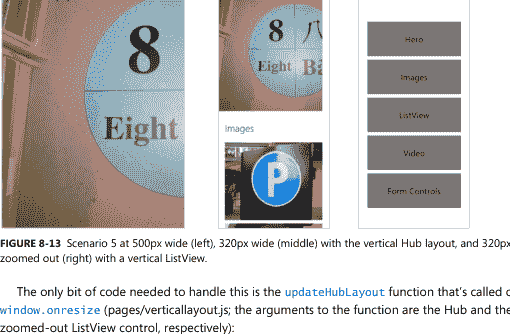 8
Eight
8 八
Eight Ba
Images
P
Hero
Images
ListView
Video
Form Controls
FIGURE 8-13 Scenario 5 at 500px wide (left), 320px wide (middle) with the vertical Hub layout, and 320px
zoomed out (right) with a vertical ListView.
The only bit of code needed to handle this is the updateHubLayout function that's called
window.onresize (pages/verticallayout.js; the arguments to the function are the Hub and the
zoomed-out ListView control, respectively):